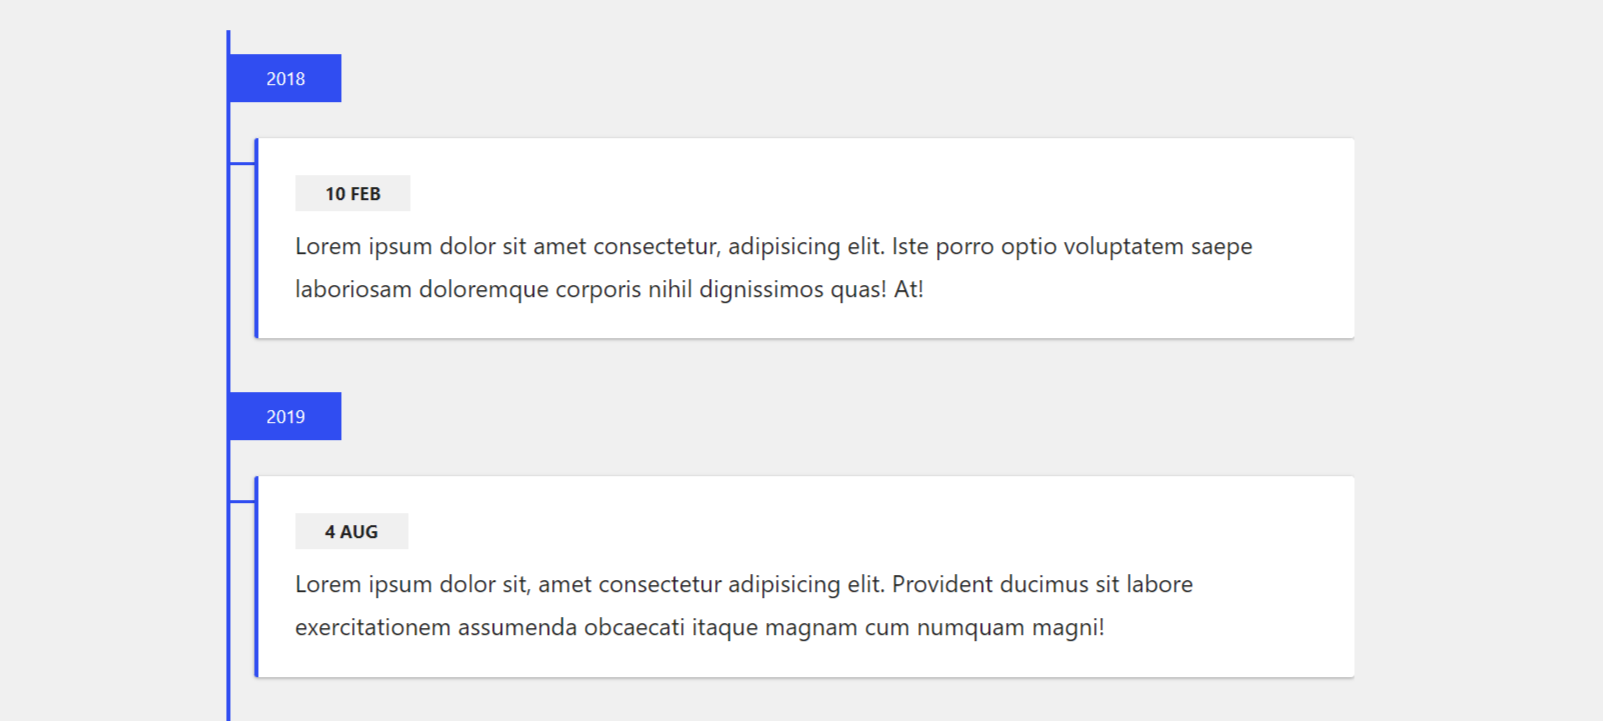 2018
10 FEB
Lorem ipsum dolor sit amet consectetur, adipisicing elit. Iste porro optio voluptatem saepe
laboriosam doloremque corporis nihil dignissimos quas! At!
2019
4 AUG
Lorem ipsum dolor sit, amet consectetur adipisicing elit. Provident ducimus sit labore
exercitationem assumenda obcaecati itaque magnam cum numquam magni!